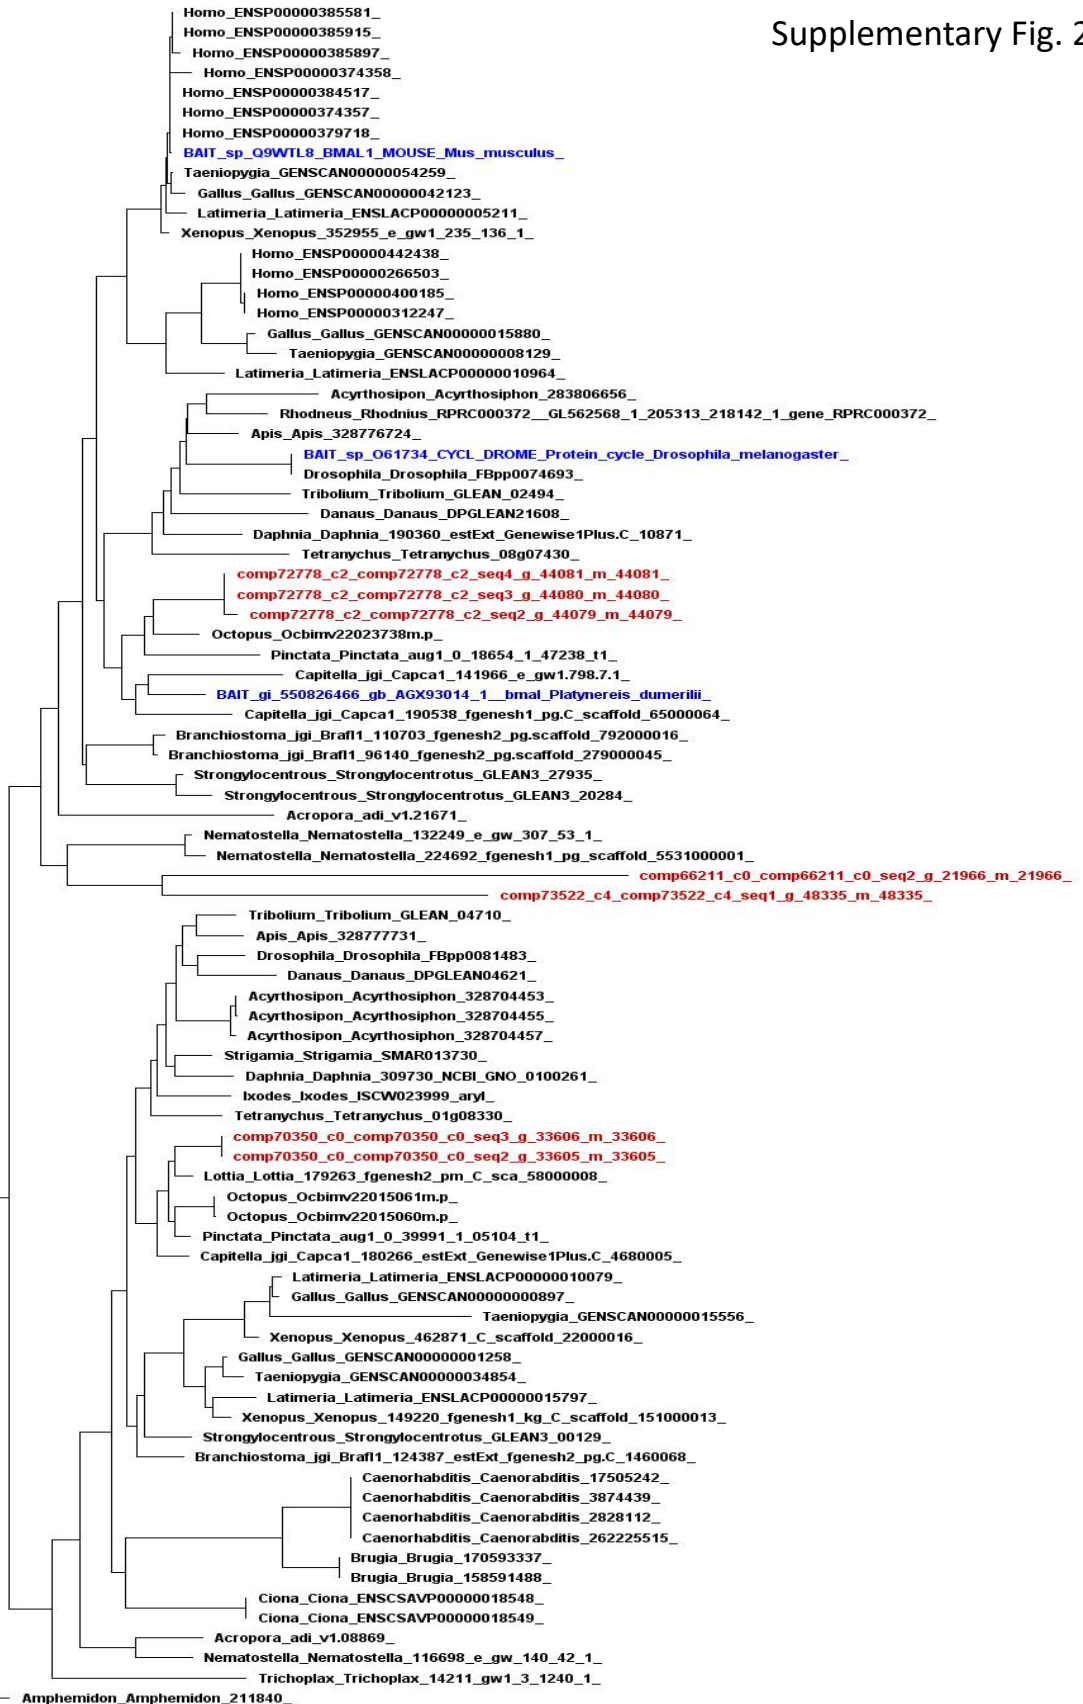 Supplementary Fig. 2
Homo_ENSP00000385581_
Homo_ENSP00000385915_
Homo_ENSP00000385897_
Homo_ENSP00000374358_
Homo_ENSP00000384517_
Homo_ENSP00000374357_
Homo_ENSP00000379718_
BAIT_sp_Q9WTL8_BMAL1_MOUSE_Mus_musculus_
Taeniopygia_GENSCAN00000054259_
Gallus_Gallus_GENSCAN00000042123_
Latimeria_Latimeria_ENSLACP00000005211_
Xenopus_Xenopus_352955_e_gw1_235_136_1_
Homo_ENSP00000442438_
Homo_ENSP00000266503_
Homo_ENSP00000400185_
Homo_ENSP00000312247_
Gallus_Gallus_GENSCAN00000015880_
Taeniopygia_GENSCAN00000008129_
Latimeria_Latimeria_ENSLACP00000010964_
Acyrthosipon_Acyrthosiphon_283806656_
Rhodneus_Rhodnius_RPRC000372__GL562568_1_205313_218142_1_gene_RPRC000372_
Apis_Apis_328776724_
BAIT_sp_O61734_CYCL_DROME_Protein_cycle_Drosophila_melanogaster_
Drosophila_Drosophila_FBpp0074693_
Tribolium_Tribolium_GLEAN_02494_
Danaus_Danaus_DPGLEAN21608_
Daphnia_Daphnia_190360_estExt_Genewise1Plus.C_10871_
Tetranychus_Tetranychus_08g07430_
comp72778_c2_comp72778_c2_seq4_g_44081_m_44081_
comp72778_c2_comp72778_c2_seq3_g_44080_m_44080_
comp72778_c2_comp72778_c2_seq2_g_44079_m_44079_
Octopus_Ocbimv22023738m.p_
Pinctata_Pinctata_aug1_0_18654_1_47238_t1_
Capitella_jgi_Capca1_141966_e_gw1.798.7.1_
BAIT_gi_550826466_gb_AGX93014_1__bmal_Platynereis_dumerilii_
Capitella_jgi_Capca1_190538_fgenesh1_pg.C_scaffold_65000064_
Branchiostoma_jgi_Brafl1_110703_fgenesh2_pg.scaffold_792000016_
Branchiostoma_jgi_Brafl1_96140_fgenesh2_pg.scaffold_279000045_
Strongylocentrous_Strongylocentrotus_GLEAN3_27935_
Strongylocentrous_Strongylocentrotus_GLEAN3_20284_
Acropora_adi_v1.21671_
Nematostella_Nematostella_132249_e_gw_307_53_1_
Nematostella_Nematostella_224692_fgenesh1_pg_scaffold_5531000001_
comp66211_c0_comp66211_c0_seq2_g_21966_m_21966_
comp73522_c4_comp73522_c4_seq1_g_48335_m_48335_
Tribolium_Tribolium_GLEAN_04710_
Apis_Apis_328777731_
Drosophila_Drosophila_FBpp0081483_
Danaus_Danaus_DPGLEAN04621_
Acyrthosipon_Acyrthosiphon_328704453_
Acyrthosipon_Acyrthosiphon_328704455_
Acyrthosipon_Acyrthosiphon_328704457_
Strigamia_Strigamia_SMAR013730_
Daphnia_Daphnia_309730_NCBI_GNO_0100261_
Ixodes_Ixodes_ISCW023999_aryl_
Tetranychus_Tetranychus_01g08330_
comp70350_c0_comp70350_c0_seq3_g_33606_m_33606_
comp70350_c0_comp70350_c0_seq2_g_33605_m_33605_
Lottia_Lottia_179263_fgenesh2_pm_C_sca_58000008_
Octopus_Ocbimv22015061m.p_
Octopus_Ocbimv22015060m.p_
Pinctata_Pinctata_aug1_0_39991_1_05104_t1_
Capitella_jgi_Capca1_180266_estExt_Genewise1Plus.C_4680005_
Latimeria_Latimeria_ENSLACP00000010079_
Gallus_Gallus_GENSCAN00000000897_
Taeniopygia_GENSCAN00000015556_
Xenopus_Xenopus_462871_C_scaffold_22000016_
Gallus_Gallus_GENSCAN00000001258_
Taeniopygia_GENSCAN00000034854_
Latimeria_Latimeria_ENSLACP00000015797_
Xenopus_Xenopus_149220_fgenesh1_kg_C_scaffold_151000013_
Strongylocentrous_Strongylocentrotus_GLEAN3_00129_
Branchiostoma_jgi_Brafl1_124387_estExt_fgenesh2_pg.C_1460068_
Caenorhabditis_Caenorabditis_17505242_
Caenorhabditis_Caenorabditis_3874439_
Caenorhabditis_Caenorabditis_2828112_
Caenorhabditis_Caenorabditis_262225515_
Brugia_Brugia_170593337_
Brugia_Brugia_158591488_
Ciona_Ciona_ENSCSAVP00000018548_
Ciona_Ciona_ENSCSAVP00000018549_
Acropora_adi_v1.08869_
Nematostella_Nematostella_116698_e_gw_140_42_1_
Trichoplax_Trichoplax_14211_gw1_3_1240_1_
Amphemidon_Amphemidon_211840_